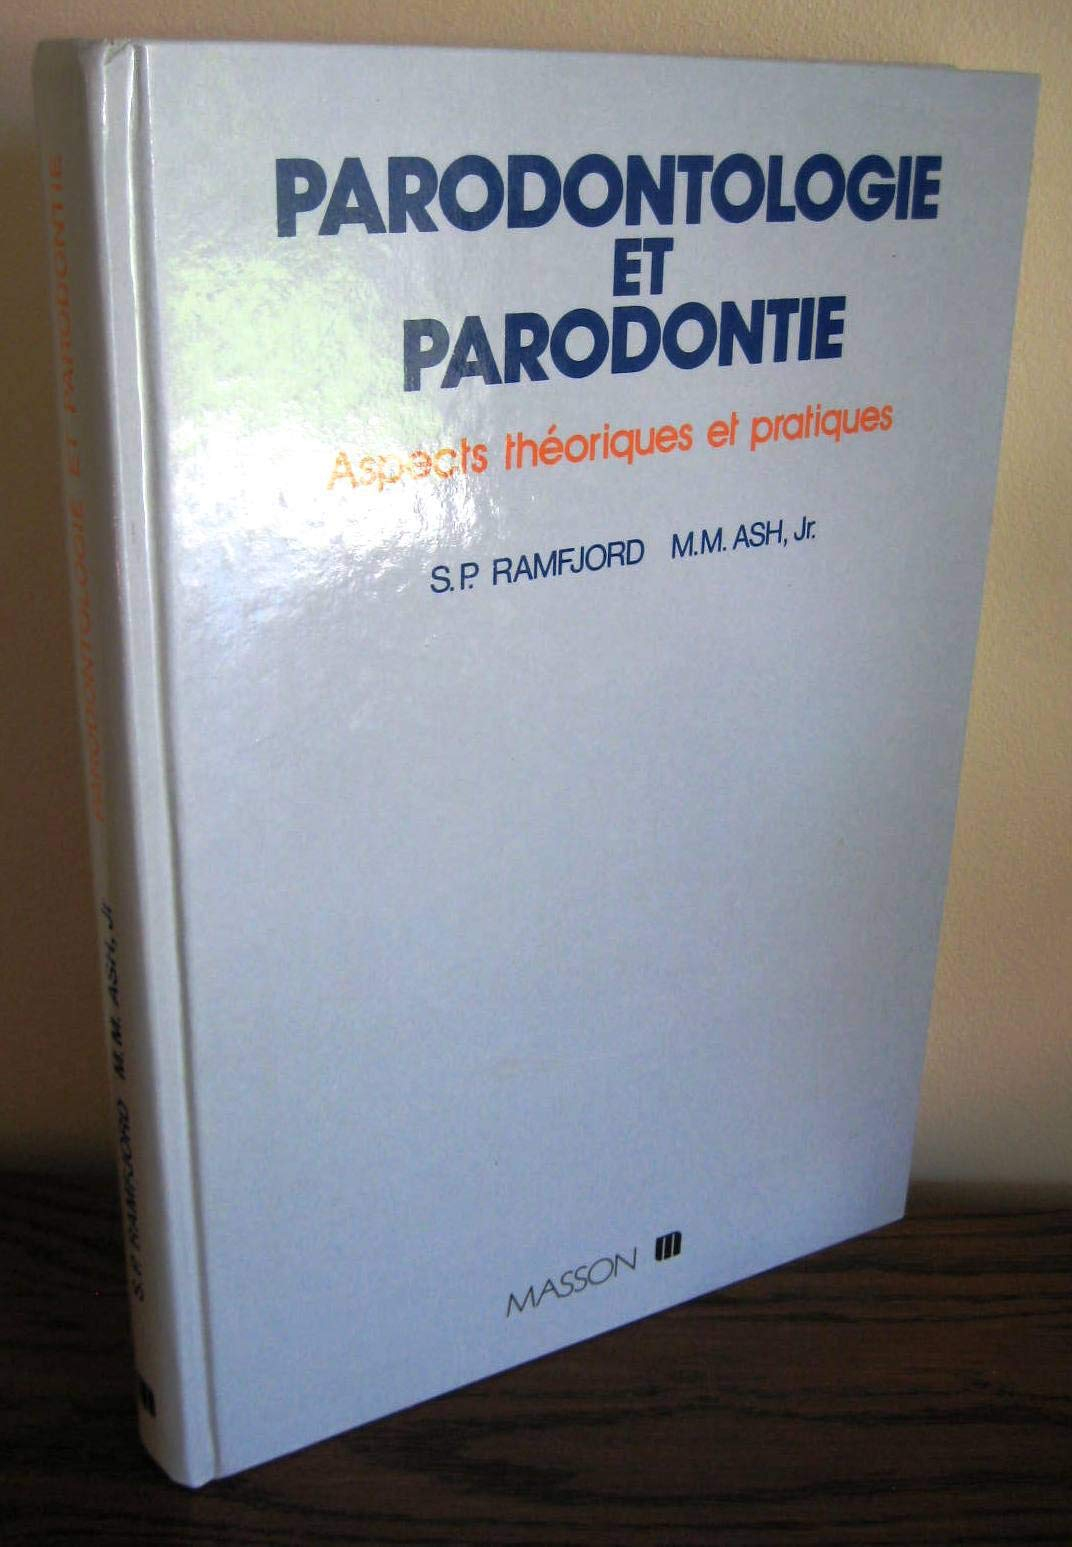 PARODONTOLOGIE
ET
PARODONTIE
Aspects théoriques et pratiques
S.P. RAMFJORD M.M. ASH, Jr.
MASSON m
S.P. RAMFJORD M.M. ASH, Jr PARODONTOLOGIE ET PARODONTIE